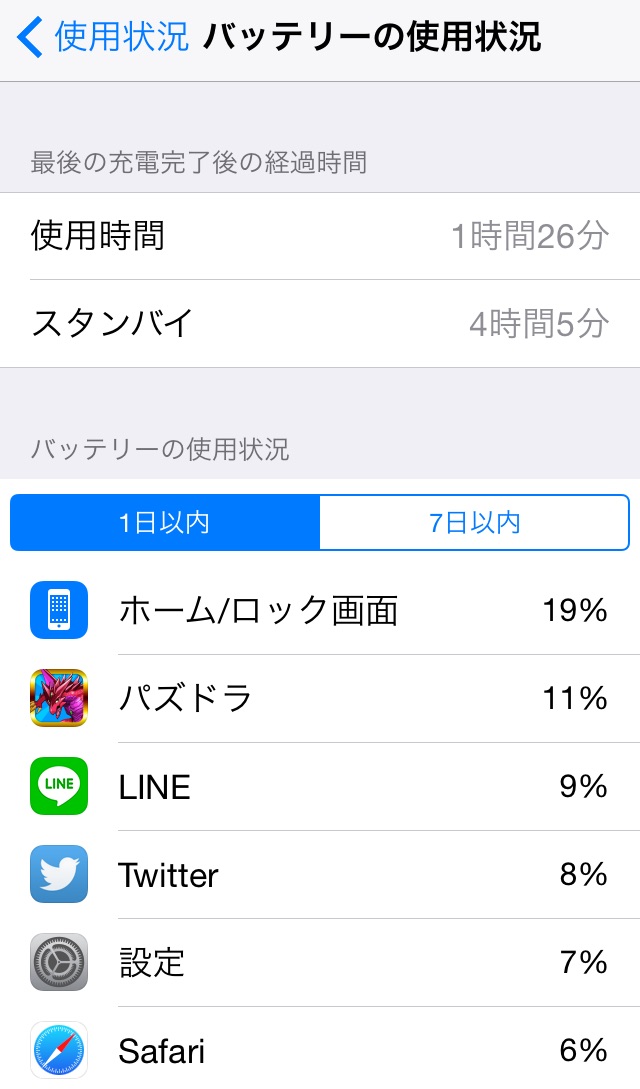 使用状況 バッテリーの使用状況
最後の充電完了後の経過時間
使用時間 1時間26分
スタンバイ 4時間5分
バッテリーの使用状況
1日以内 7日以内
ホーム/ロック画面 19%
パズドラ 11%
LINE LINE 9%
Twitter 8%
設定 7%
Safari 6%